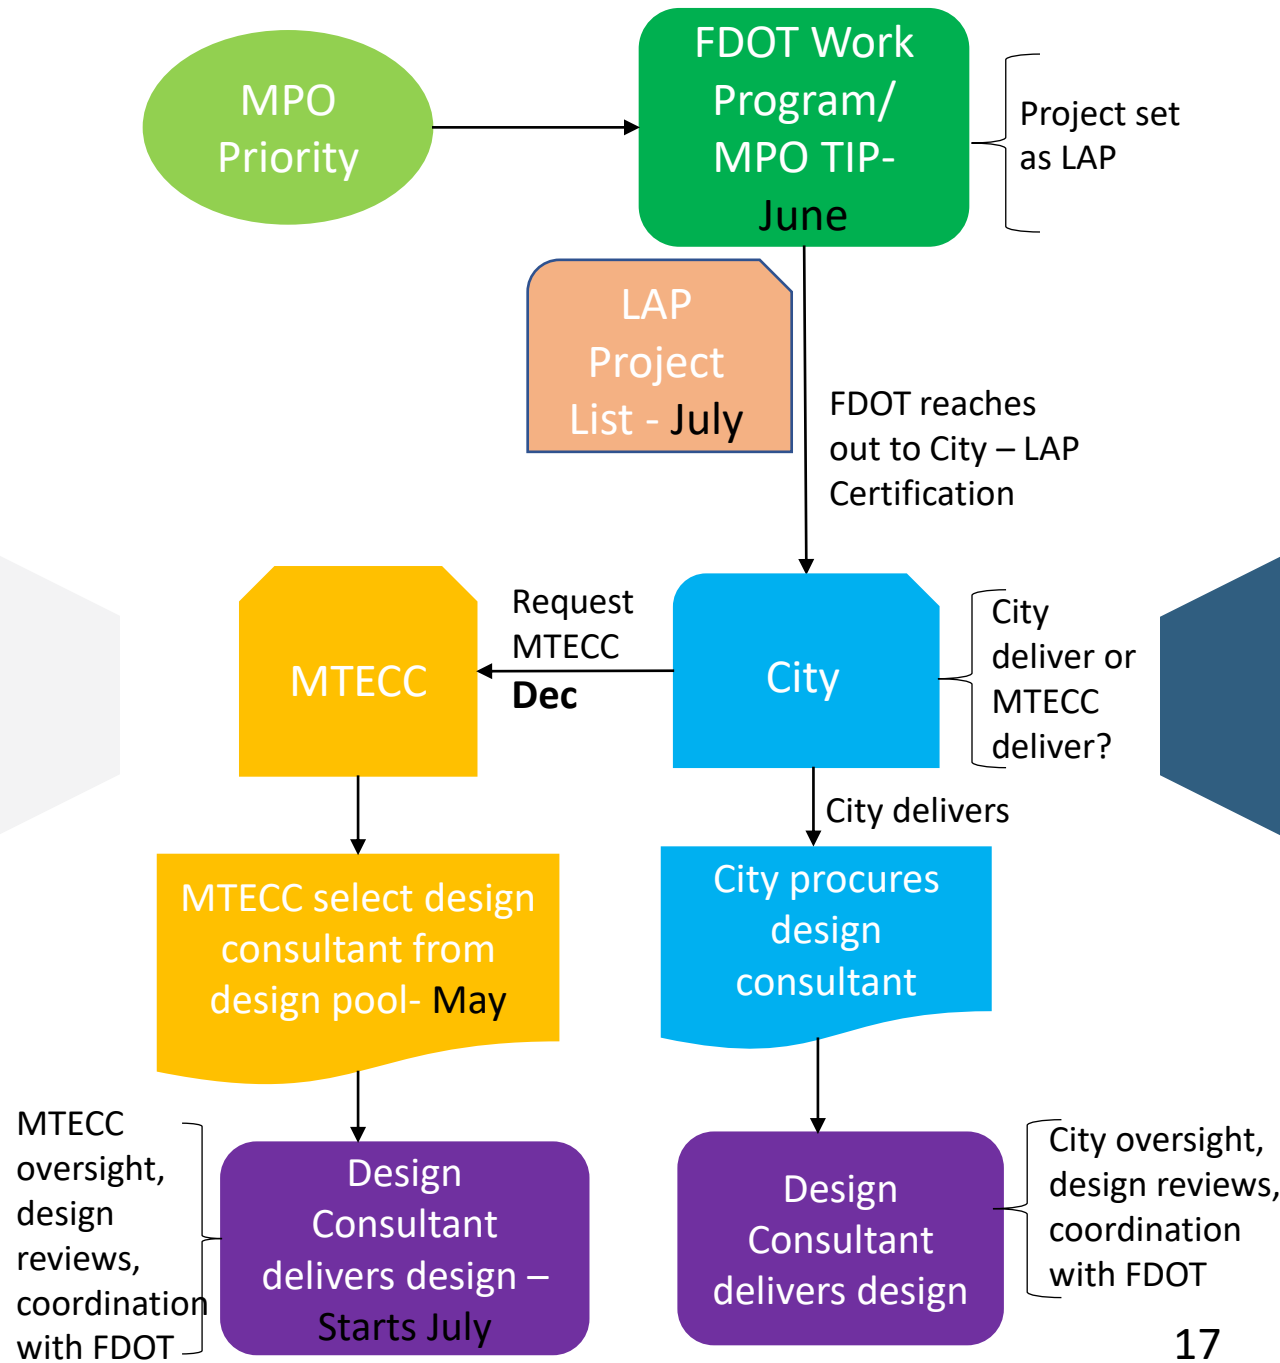 MPO
Priority
FDOT Work
Program/
MPO TIP-
June
Project set
as LAP
LAP
Project
List - July
FDOT reaches
out to City – LAP
Certification
MTECC
Request
MTECC
Dec
City
City
deliver or
MTECC
deliver?
City delivers
MTECC select design
consultant from
design pool- May
City procures
design
consultant
MTECC
oversight,
design
reviews,
coordination
with FDOT
Design
Consultant
delivers design –
Starts July
Design
Consultant
delivers design
City oversight,
design reviews,
coordination
with FDOT
17